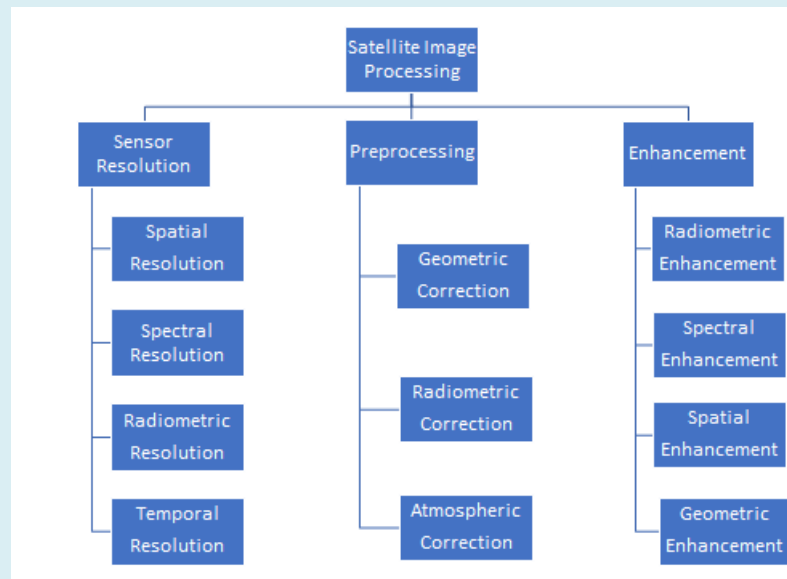 Satellite Image
Processing
Sensor
Resolution
Spatial
Resolution
Spectral
Resolution
Radiometric
Resolution
Temporal
Resolution
Preprocessing
Geometric
Correction
Radiometric
Correction
Atmospheric
Correction
Enhancement
Radiometric
Enhancement
Spectral
Enhancement
Spatial
Enhancement
Geometric
Enhancement